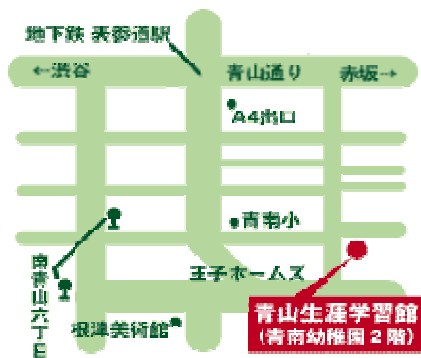 地下鉄 表参道駅
←渋谷
青山通り
赤坂→
A4出口
青南小
王子ホームズ
南青山六丁目
根津美術館
青山生涯学習館
(青南幼稚園2階)